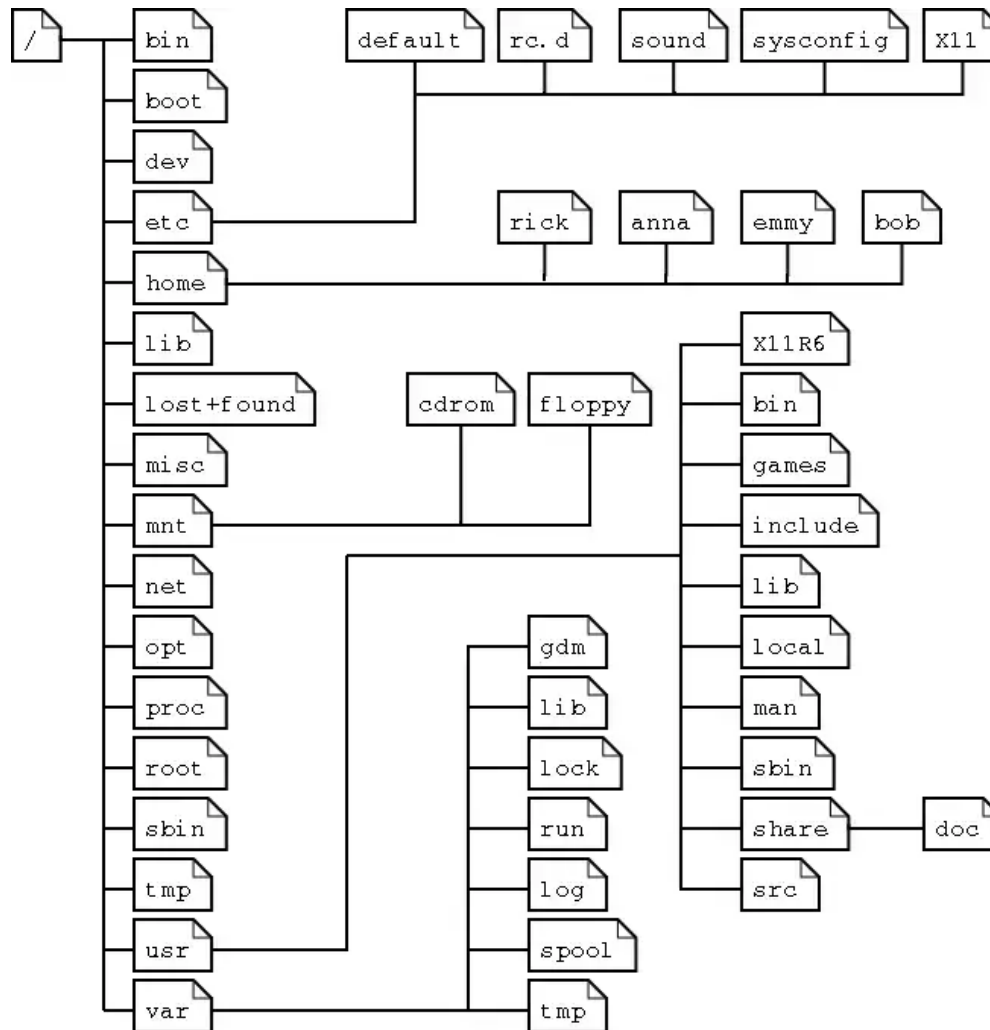 /
bin
default
rc.d
sound
sysconfig
X11
boot
dev
etc
rick
anna
emmy
bob
home
lib
X11R6
lost+found
cdrom
floppy
bin
misc
games
mnt
include
net
lib
opt
gdm
local
proc
lib
man
root
lock
sbin
sbin
run
share
doc
tmp
log
src
usr
spool
var
tmp